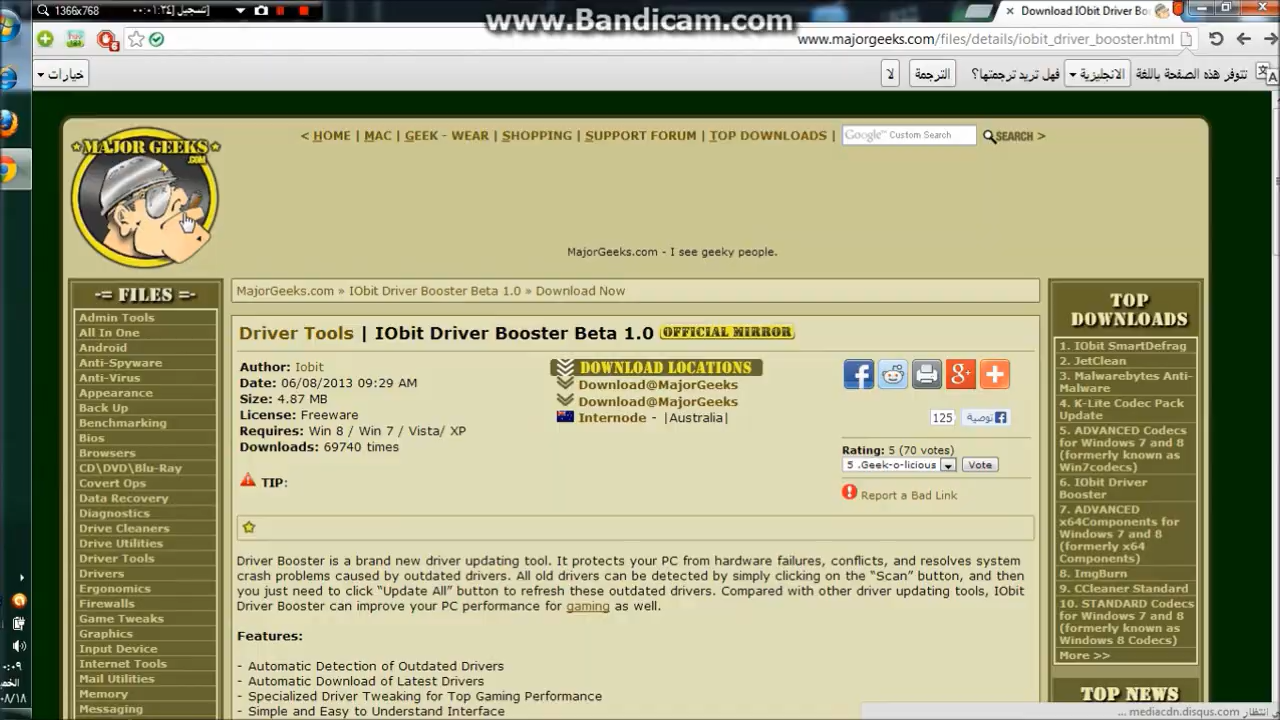 1366x768
تسجيل [٠٠:٠١:٢٤]
www.Bandicam.com
Download IObit Driver Bo
www.majorgeeks.com/files/details/iobit_driver_booster.html
تتوفر هذه الصفحة باللغة الانجليزية فهل تريد ترجمتها؟ الترجمة لا
خيارات
MAJOR GEEKS
.COM
< HOME | MAC | GEEK - WEAR | SHOPPING | SUPPORT FORUM | TOP DOWNLOADS |
Google™ Custom Search
SEARCH >
MajorGeeks.com - I see geeky people.
-= FILES =-
Admin Tools
All In One
Android
Anti-Spyware
Anti-Virus
Appearance
Back Up
Benchmarking
Bios
Browsers
CD\DVD\Blu-Ray
Covert Ops
Data Recovery
Diagnostics
Drive Cleaners
Drive Utilities
Driver Tools
Drivers
Ergonomics
Firewalls
Game Tweaks
Graphics
Input Device
Internet Tools
Mail Utilities
Memory
Messaging
MajorGeeks.com » IObit Driver Booster Beta 1.0 » Download Now
Driver Tools | IObit Driver Booster Beta 1.0 OFFICIAL MIRROR
Author: Iobit
Date: 06/08/2013 09:29 AM
Size: 4.87 MB
License: Freeware
Requires: Win 8 / Win 7 / Vista/ XP
Downloads: 69740 times
TIP:
DOWNLOAD LOCATIONS
Download@MajorGeeks
Download@MajorGeeks
Internode - |Australia|
125
توصية
Rating: 5 (70 votes)
5 .Geek-o-licious
Vote
Report a Bad Link
Driver Booster is a brand new driver updating tool. It protects your PC from hardware failures, conflicts, and resolves system
crash problems caused by outdated drivers. All old drivers can be detected by simply clicking on the “Scan” button, and then
you just need to click “Update All” button to refresh these outdated drivers. Compared with other driver updating tools, IObit
Driver Booster can improve your PC performance for gaming as well.
Features:
- Automatic Detection of Outdated Drivers
- Automatic Download of Latest Drivers
- Specialized Driver Tweaking for Top Gaming Performance
- Simple and Easy to Understand Interface
TOP
DOWNLOADS
1. IObit SmartDefrag
2. JetClean
3. Malwarebytes Anti-
Malware
4. K-Lite Codec Pack
Update
5. ADVANCED Codecs
for Windows 7 and 8
(formerly known as
Win7codecs)
6. IObit Driver
Booster
7. ADVANCED
x64Components for
Windows 7 and 8
(formerly x64
Components)
8. ImgBurn
9. CCleaner Standard
10. STANDARD Codecs
for Windows 7 and 8
(formerly known as
Windows 8 Codecs)
More >>
TOP NEWS
في انتظار mediacdn.disqus.com ...